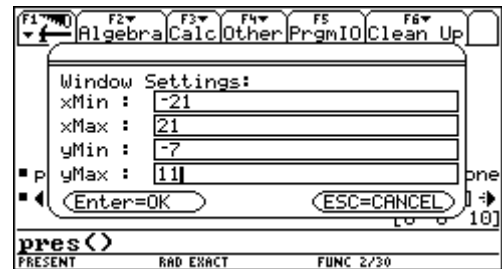 F1 F2 Algebra F3 Calc F4 Other F5 PrgmIO F6 Clean Up
Window Settings:
xMin : -21
xMax : 21
yMin : -7
yMax : 11
Enter=OK ESC=CANCEL
10]
pres()
PRESENT RAD EXACT FUNC 2/30